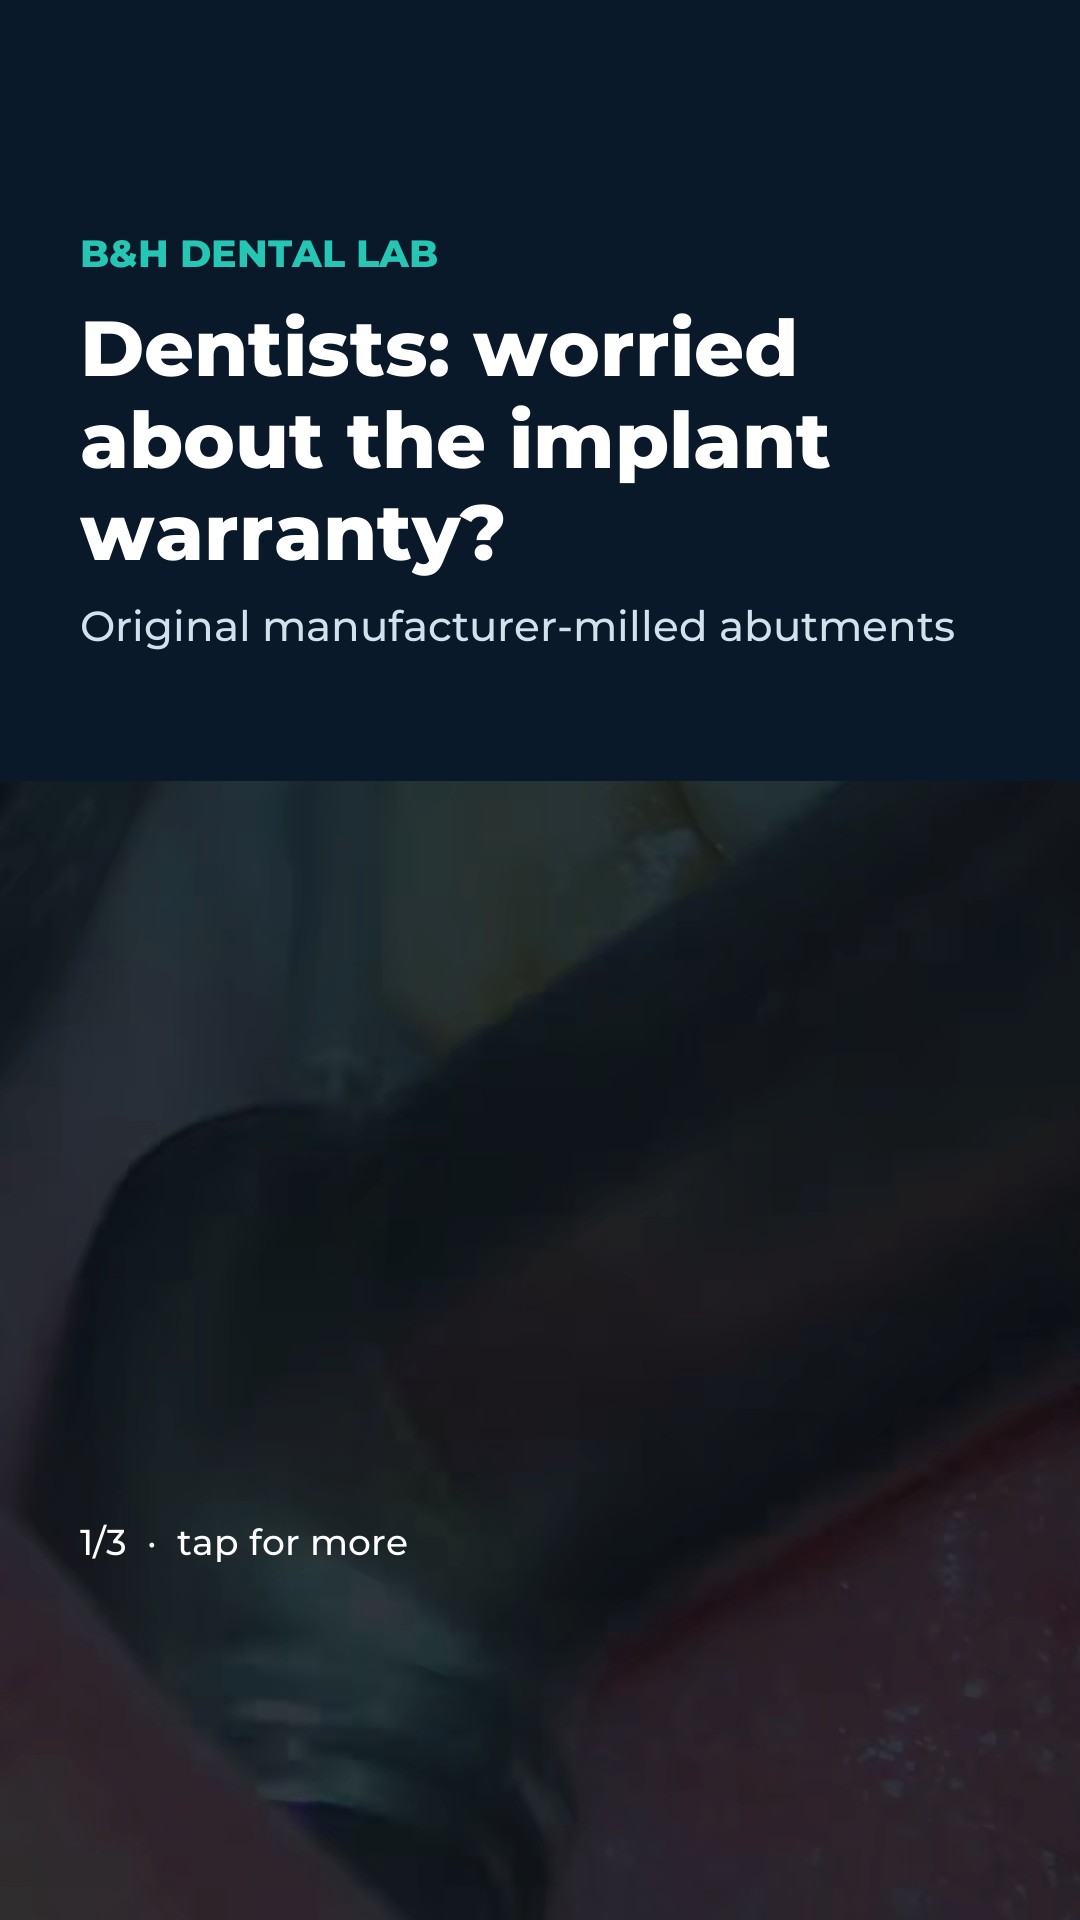 B&H DENTAL LAB
Dentists: worried
about the implant
warranty?
Original manufacturer-milled abutments
1/3 · tap for more